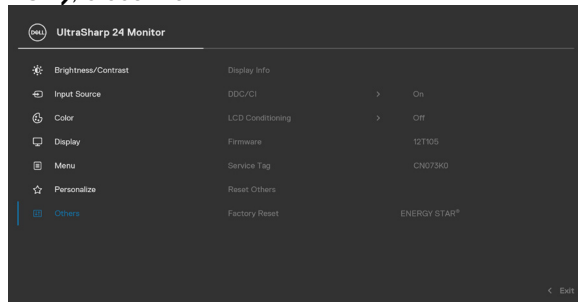 DELL UltraSharp 24 Monitor
Brightness/Contrast Display Info
Input Source DDC/CI > On
Color LCD Conditioning > Off
Display Firmware 12T105
Menu Service Tag CN073K0
Personalize Reset Others
Others Factory Reset ENERGY STAR®
< Exit